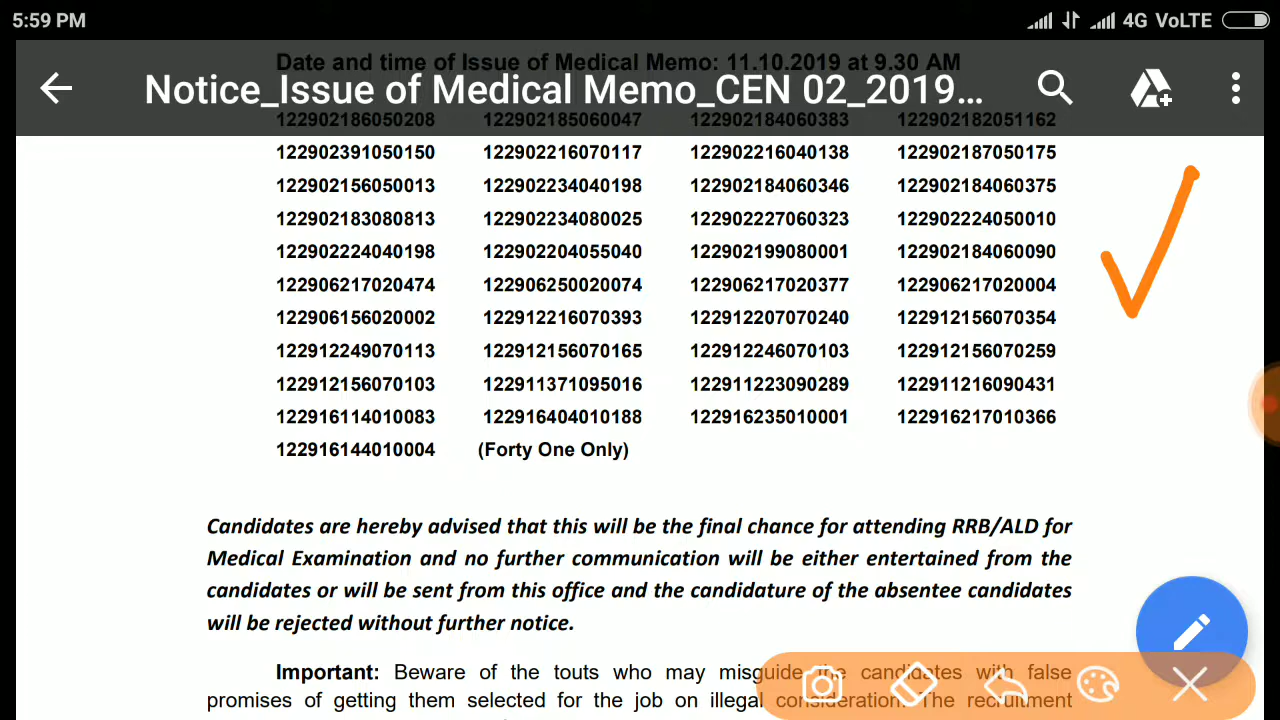 5:59 PM 4G VoLTE
Date and time of Issue of Medical Memo: 11.10.2019 at 9.30 AM
Notice_Issue of Medical Memo_CEN 02_2019...
122902186050208 122902185060047 122902184060383 122902182051162
122902391050150 122902216070117 122902216040138 122902187050175
122902156050013 122902234040198 122902184060346 122902184060375
122902183080813 122902234080025 122902227060323 122902224050010
122902224040198 122902204055040 122902199080001 122902184060090
122906217020474 122906250020074 122906217020377 122906217020004
122906156020002 122912216070393 122912207070240 122912156070354
122912249070113 122912156070165 122912246070103 122912156070259
122912156070103 122911371095016 122911223090289 122911216090431
122916114010083 122916404010188 122916235010001 122916217010366
122916144010004 (Forty One Only)
Candidates are hereby advised that this will be the final chance for attending RRB/ALD for
Medical Examination and no further communication will be either entertained from the
candidates or will be sent from this office and the candidature of the absentee candidates
will be rejected without further notice.
Important: Beware of the touts who may misguide the candidates with false
promises of getting them selected for the job on illegal consideration. The recruitment